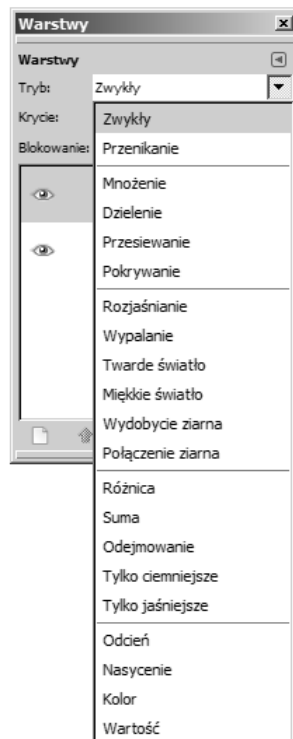 Warstwy
Warstwy
Tryb: Zwykły
Krycie:
Blokowanie:
Zwykły
Przenikanie
Mnożenie
Dzielenie
Przesiewanie
Pokrywanie
Rozjaśnianie
Wypalanie
Twarde światło
Miękkie światło
Wydobycie ziarna
Połączenie ziarna
Różnica
Suma
Odejmowanie
Tylko ciemniejsze
Tylko jaśniejsze
Odcień
Nasycenie
Kolor
Wartość